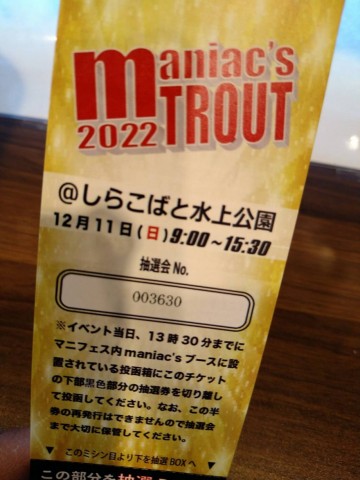 maniac's
2022 TROUT
@しらこばと水上公園
12月11日(日)9:00~15:30
抽選会 No.
003630
※イベント当日、13時30分までに
マニフェス内maniac'sブースに設
置されている投函箱にこのチケット
の下部黒色部分の抽選券を切り離し
て投函してください。なお、この半
券の再発行はできませんので抽選会
まで大切に保管してください。
▼ このミシン目より下を抽選BOXへ ▼
この部分を抽選